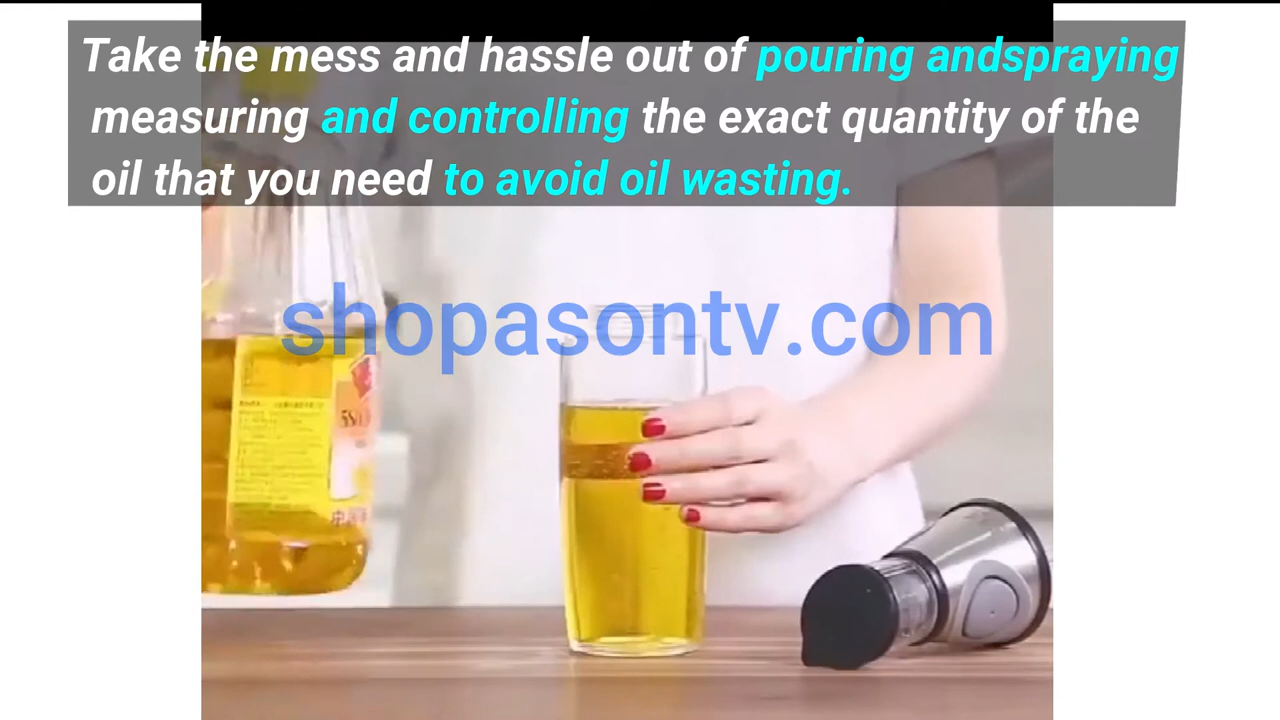 Take the mess and hassle out of pouring andspraying
measuring and controlling the exact quantity of the
oil that you need to avoid oil wasting.
shopasontv.com